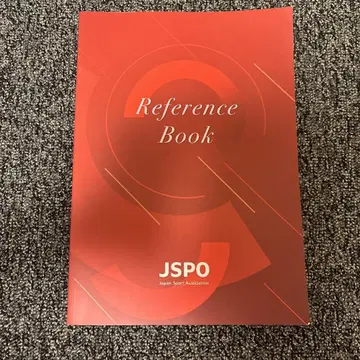 Reference
Book
JSPO
Japan Sport Association